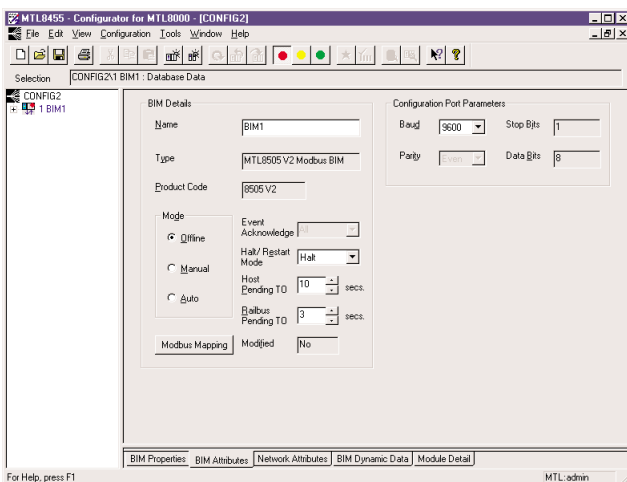 MTL8455 - Configurator for MTL8000 - [CONFIG2]
File Edit View Configuration Tools Window Help
Selection CONFIG2\1 BIM1 : Database Data
CONFIG2
1 BIM1
BIM Details
Name BIM1
Type MTL8505 V2 Modbus BIM
Product Code 8505 V2
Mode
Offline
Manual
Auto
Event Acknowledge All
Halt/ Restart Mode Halt
Host Pending TO 10 secs.
Railbus Pending TO 3 secs.
Modbus Mapping Modified No
Configuration Port Parameters
Baud 9600 Stop Bits 1
Parity Even Data Bits 8
BIM Properties BIM Attributes Network Attributes BIM Dynamic Data Module Detail
For Help, press F1 MTL:admin